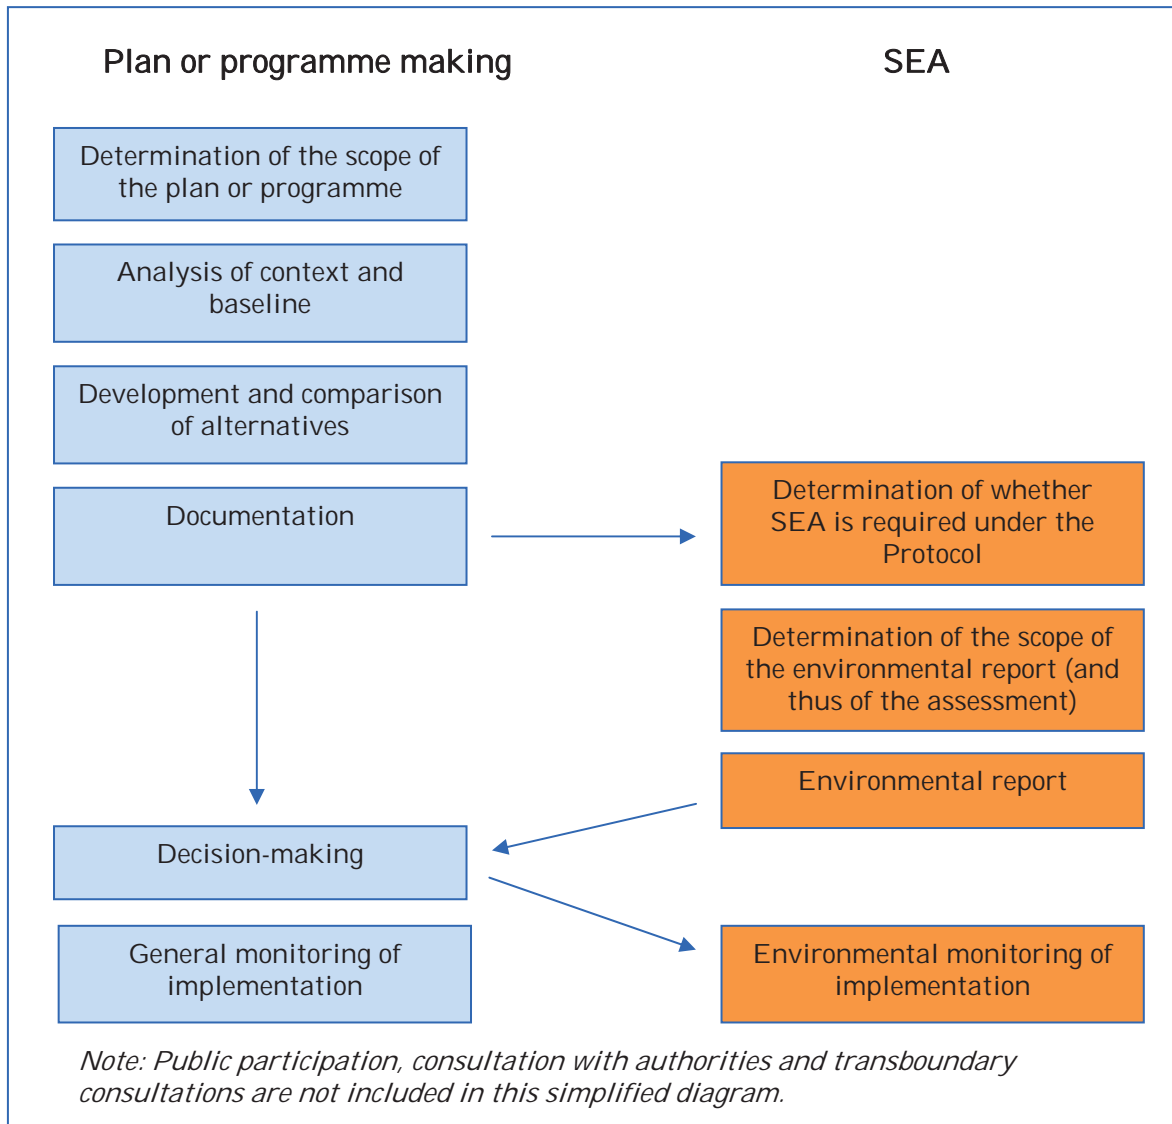 Plan or programme making
SEA
Determination of the scope of
the plan or programme
Analysis of context and
baseline
Development and comparison
of alternatives
Documentation
Determination of whether
SEA is required under the
Protocol
Determination of the scope of
the environmental report (and
thus of the assessment)
Environmental report
Decision-making
General monitoring of
implementation
Environmental monitoring of
implementation
Note: Public participation, consultation with authorities and transboundary
consultations are not included in this simplified diagram.